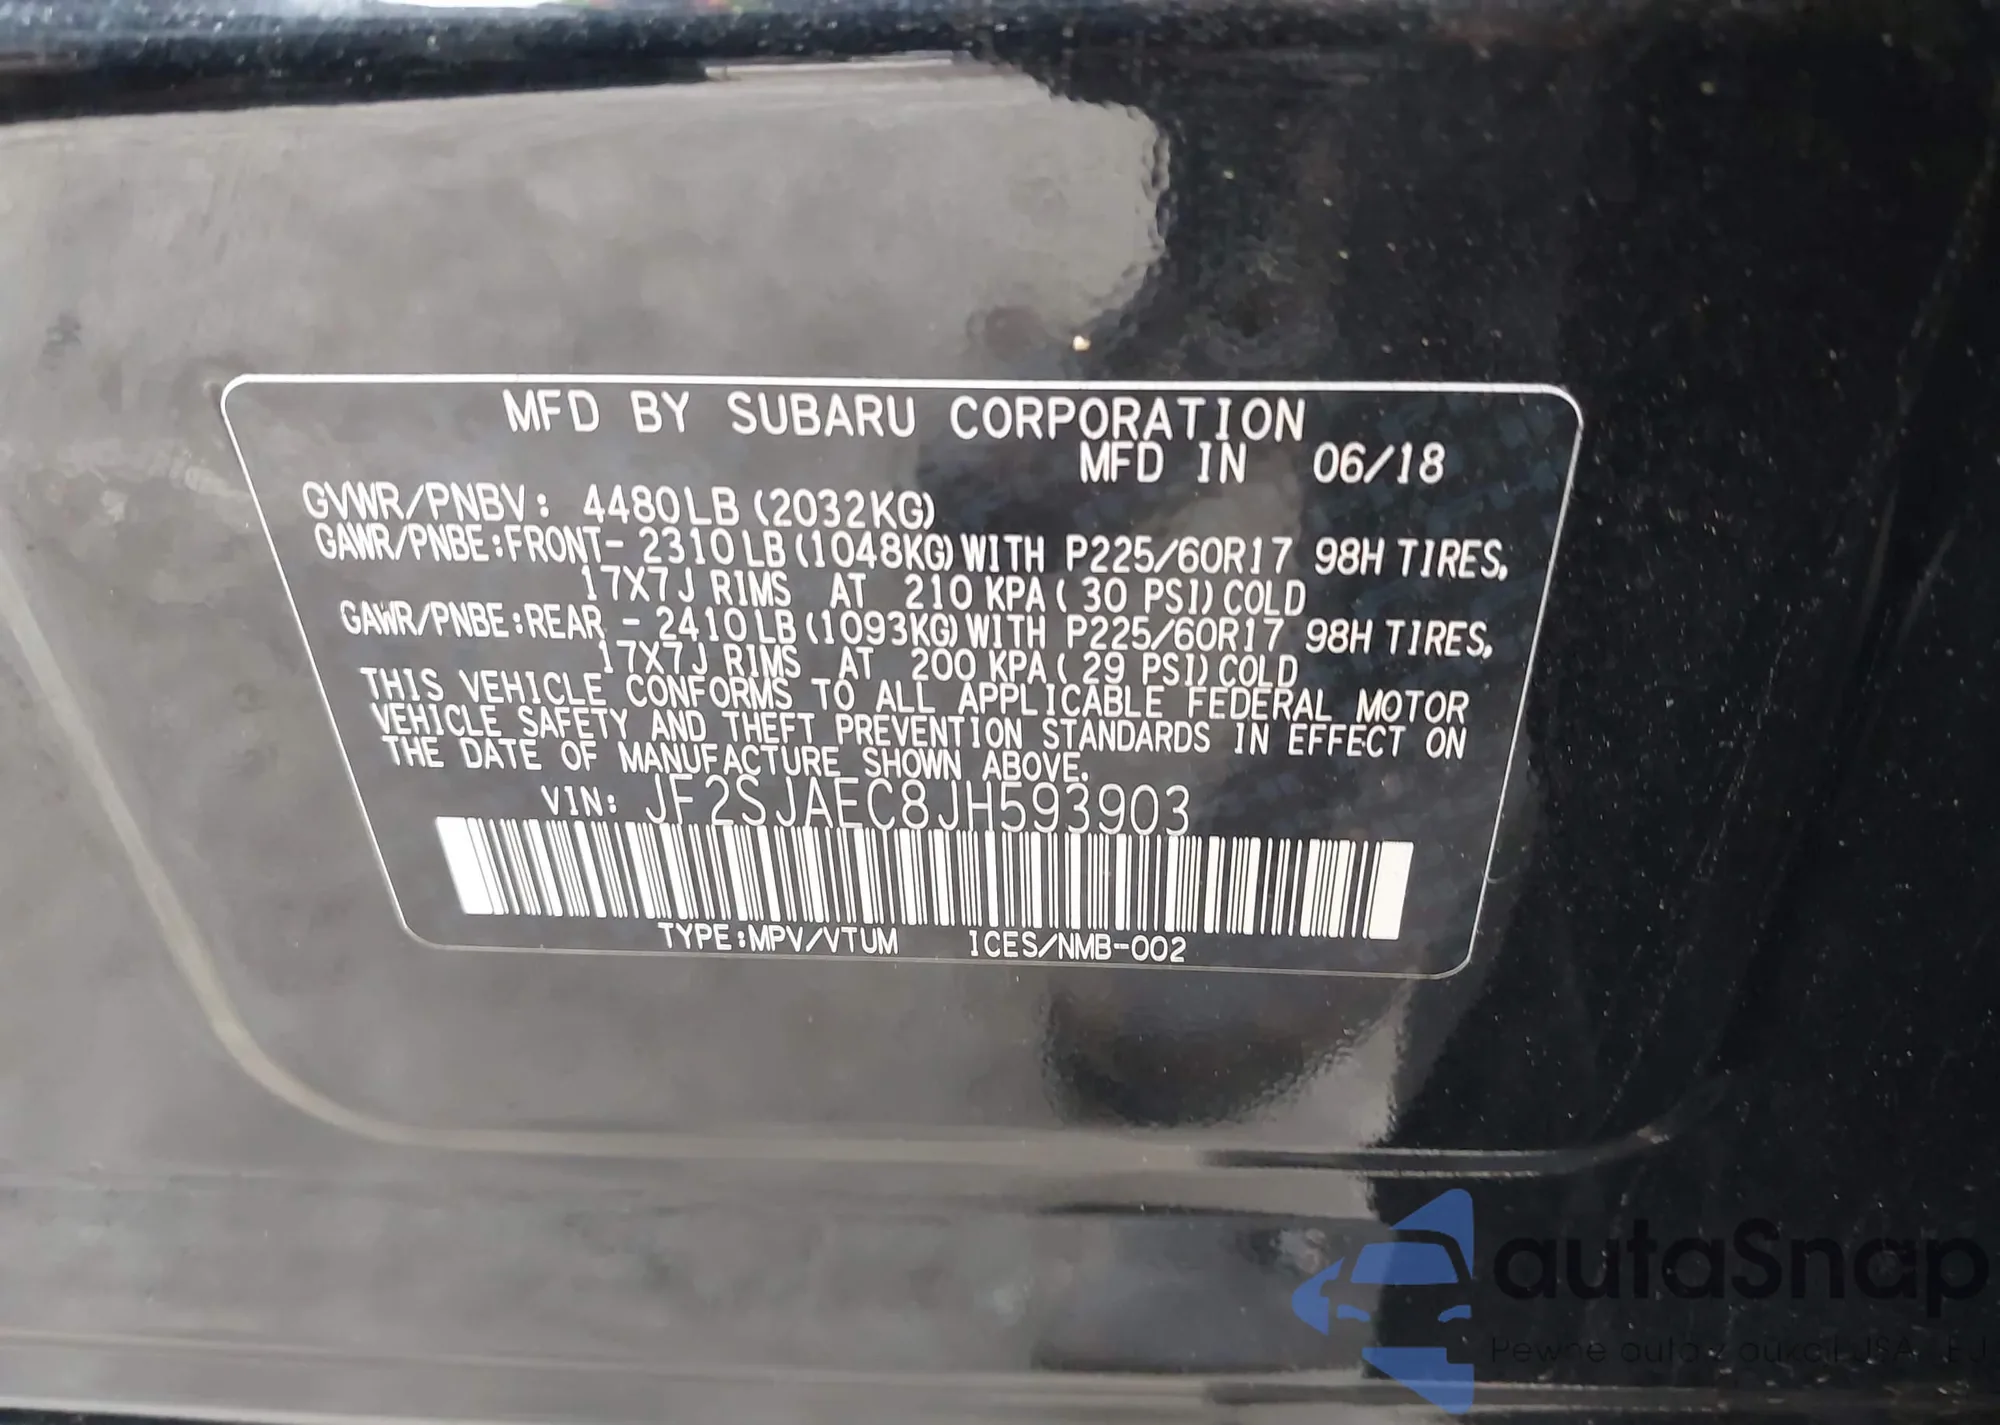 MFD BY SUBARU CORPORATION
MFD IN 06/18
GVWR/PNBV: 4480LB (2032KG)
GAWR/PNBE:FRONT- 2310LB (1048KG) WITH P225/60R17 98H TIRES,
17X7J RIMS AT 210 KPA ( 30 PSI) COLD
GAWR/PNBE:REAR - 2410LB (1093KG) WITH P225/60R17 98H TIRES,
17X7J RIMS AT 200 KPA ( 29 PSI) COLD
THIS VEHICLE CONFORMS TO ALL APPLICABLE FEDERAL MOTOR
VEHICLE SAFETY AND THEFT PREVENTION STANDARDS IN EFFECT ON
THE DATE OF MANUFACTURE SHOWN ABOVE.
VIN: JF2SJAEC8JH593903
TYPE:MPV/VTUM ICES/NMB-002
autaSnap
Pewne auta z aukcji USA